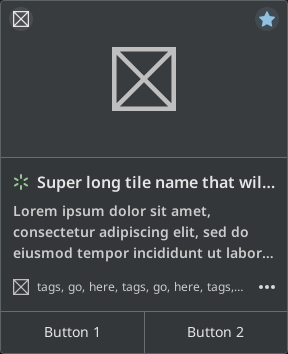 Super long tile name that wil...
Lorem ipsum dolor sit amet,
consectetur adipiscing elit, sed do
eiusmod tempor incididunt ut labor...
tags, go, here, tags, go, here, tags,...
Button 1
Button 2